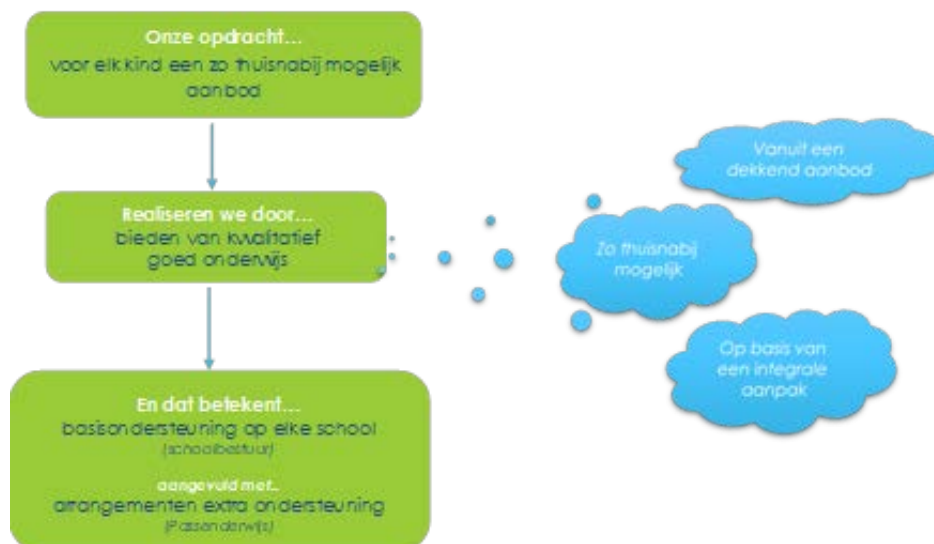 Onze opdracht...
voor elk kind een zo thuisnabij mogelijk
aanbod
Realiseren we door...
bieden van kwalitatief
goed onderwijs
En dat betekent...
basisondersteuning op elke school
(schoolbestuur)
aangevuld met...
arrangementen extra ondersteuning
(Passenderwijs)
Vanuit een
dekkend aanbod
Zo thuisnabij
mogelijk
Op basis van
een integrale
aanpak